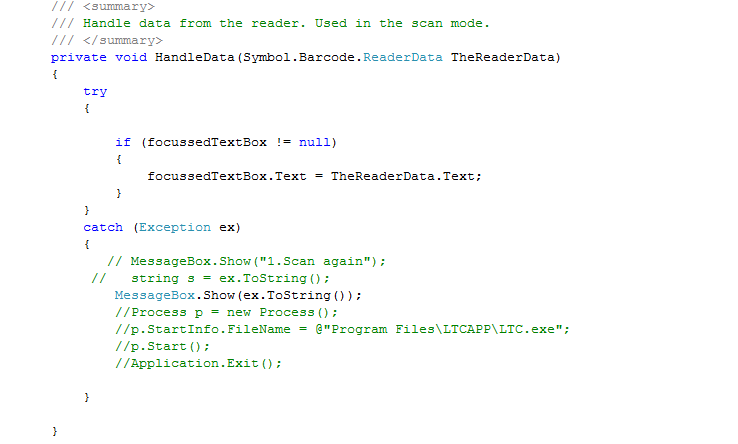 /// <summary>
/// Handle data from the reader. Used in the scan mode.
/// </summary>
private void HandleData(Symbol.Barcode.ReaderData TheReaderData)
{
try
{
if (focussedTextBox != null)
{
focussedTextBox.Text = TheReaderData.Text;
}
}
catch (Exception ex)
{
// MessageBox.Show("1.Scan again");
//   string s = ex.ToString();
MessageBox.Show(ex.ToString());
//Process p = new Process();
//p.StartInfo.FileName = @"Program Files\LTCAPP\LTC.exe";
//p.Start();
//Application.Exit();
}
}